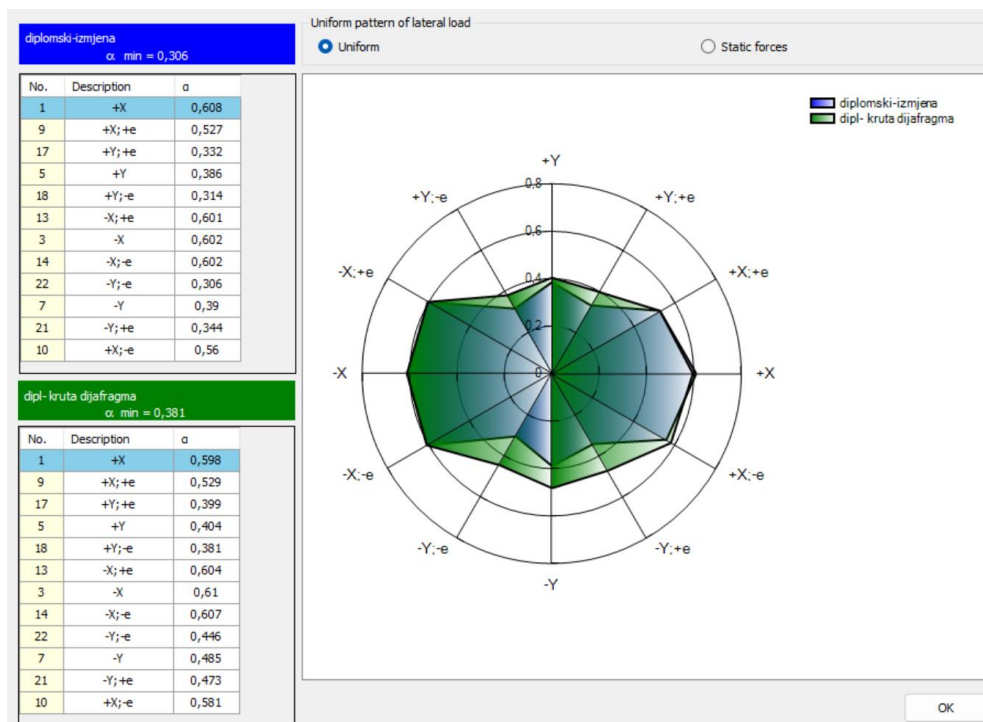 Uniform pattern of lateral load
Uniform
Static forces
diplomski-izmjena
α min = 0,306
No. Description α
1 +X 0,608
9 +X;+e 0,527
17 +Y;+e 0,332
5 +Y 0,386
18 +Y;-e 0,314
13 -X;+e 0,601
3 -X 0,602
14 -X;-e 0,602
22 -Y;-e 0,306
7 -Y 0,39
21 -Y;+e 0,344
10 +X;-e 0,56
dipl- kruta dijafragma
α min = 0,381
No. Description α
1 +X 0,598
9 +X;+e 0,529
17 +Y;+e 0,399
5 +Y 0,404
18 +Y;-e 0,381
13 -X;+e 0,604
3 -X 0,61
14 -X;-e 0,607
22 -Y;-e 0,446
7 -Y 0,485
21 -Y;+e 0,473
10 +X;-e 0,581
diplomski-izmjena
dipl- kruta dijafragma
+Y
+Y;-e
0,8
+Y;+e
0,6
-X;+e
0,4
+X;+e
0,2
-X
0
+X
-X;-e
+X;-e
-Y;-e
-Y;+e
-Y
OK